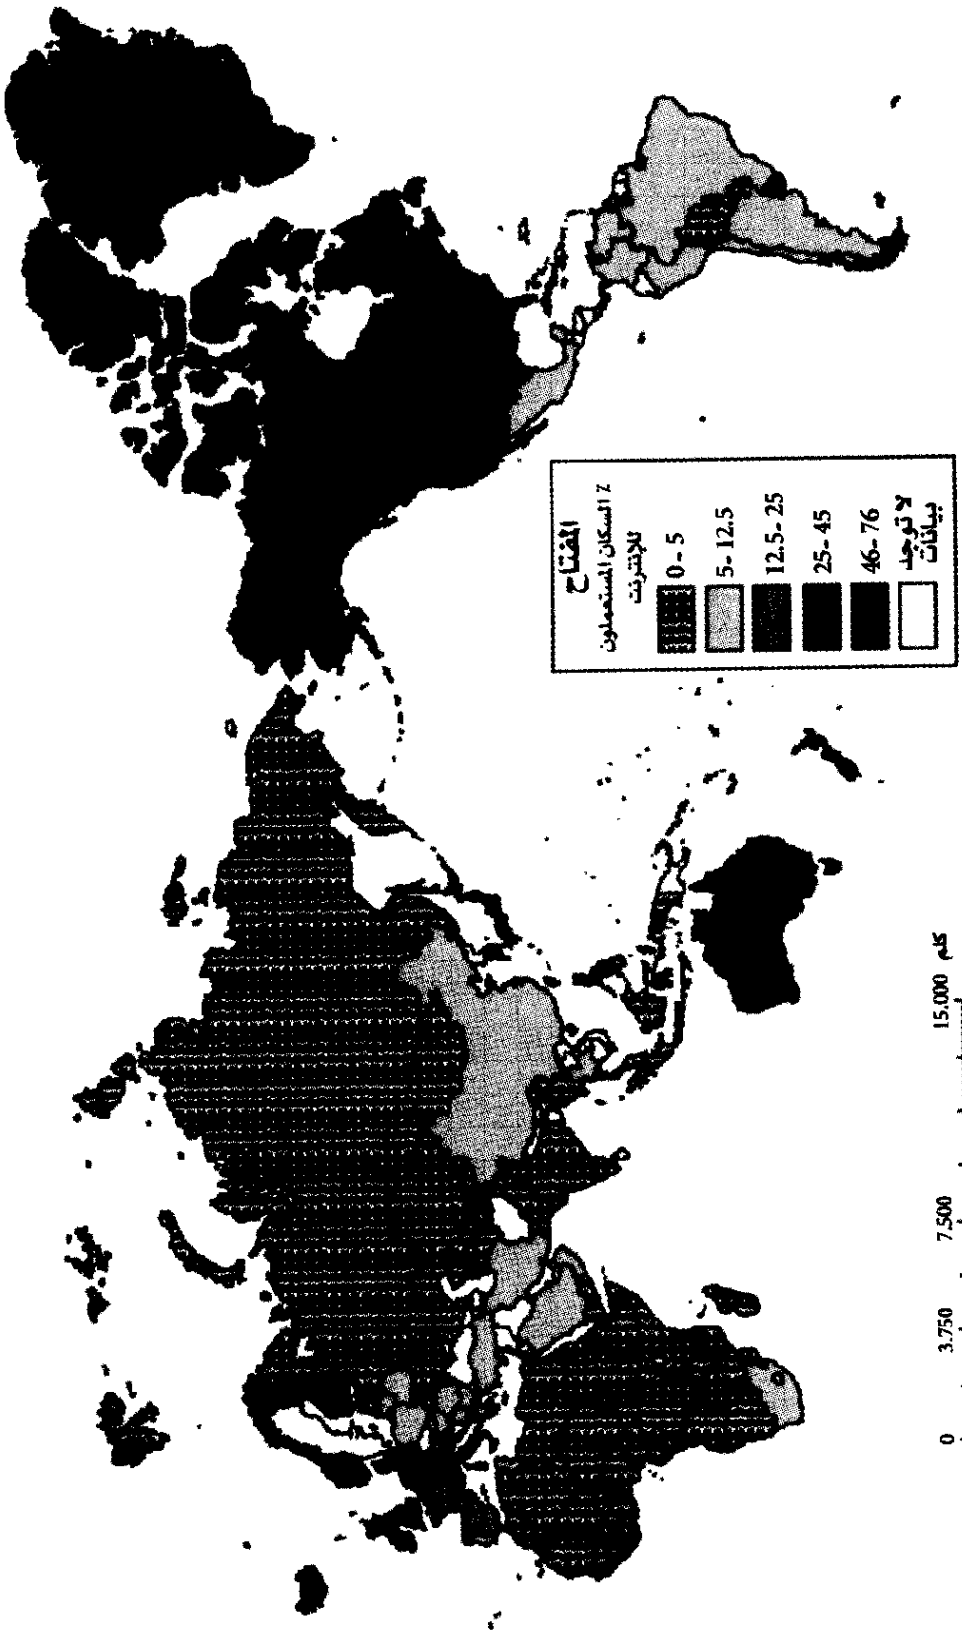 المفتاح
٪ السكان المستعملون
للإنترنت
0 - 5
5 - 12.5
12.5 - 25
25 - 45
46 - 76
لا توجد
بيانات
0 3.750 7.500 15.000 كلم